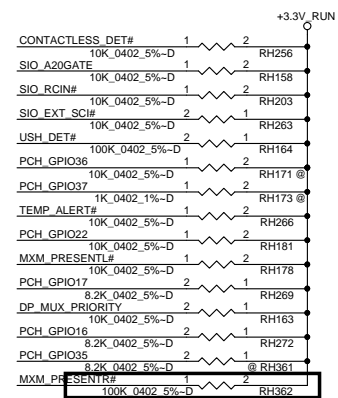 +3.3V_RUN
CONTACTLESS_DET# 1 2
10K_0402_5%~D RH256
SIO_A20GATE 1 2
10K_0402_5%~D RH158
SIO_RCIN# 1 2
10K_0402_5%~D RH203
SIO_EXT_SCI# 2 1
10K_0402_5%~D RH263
USH_DET# 2 1
100K_0402_5%~D RH164
PCH_GPIO36 1 2
10K_0402_5%~D RH171 @
PCH_GPIO37 1 2
1K_0402_1%~D RH173 @
TEMP_ALERT# 1 2
10K_0402_5%~D RH266
PCH_GPIO22 1 2
10K_0402_5%~D RH181
MXM_PRESENTL# 1 2
10K_0402_5%~D RH178
PCH_GPIO17 2 1
8.2K_0402_5%~D RH269
DP_MUX_PRIORITY 2 1
10K_0402_5%~D RH163
PCH_GPIO16 2 1
8.2K_0402_5%~D RH272
PCH_GPIO35 2 1
8.2K_0402_5%~D @ RH361
MXM_PRESENTR# 1 2
100K_0402_5%~D RH362